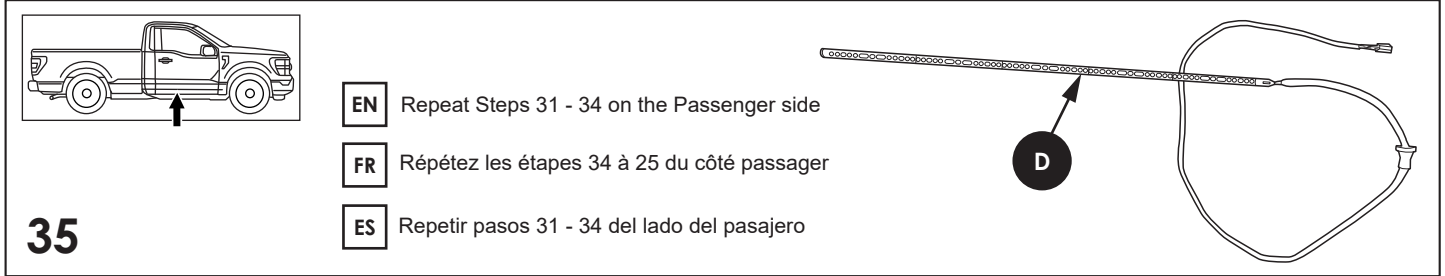 EN Repeat Steps 31 - 34 on the Passenger side
FR Répétez les étapes 34 à 25 du côté passager
ES Repetir pasos 31 - 34 del lado del pasajero
35
D